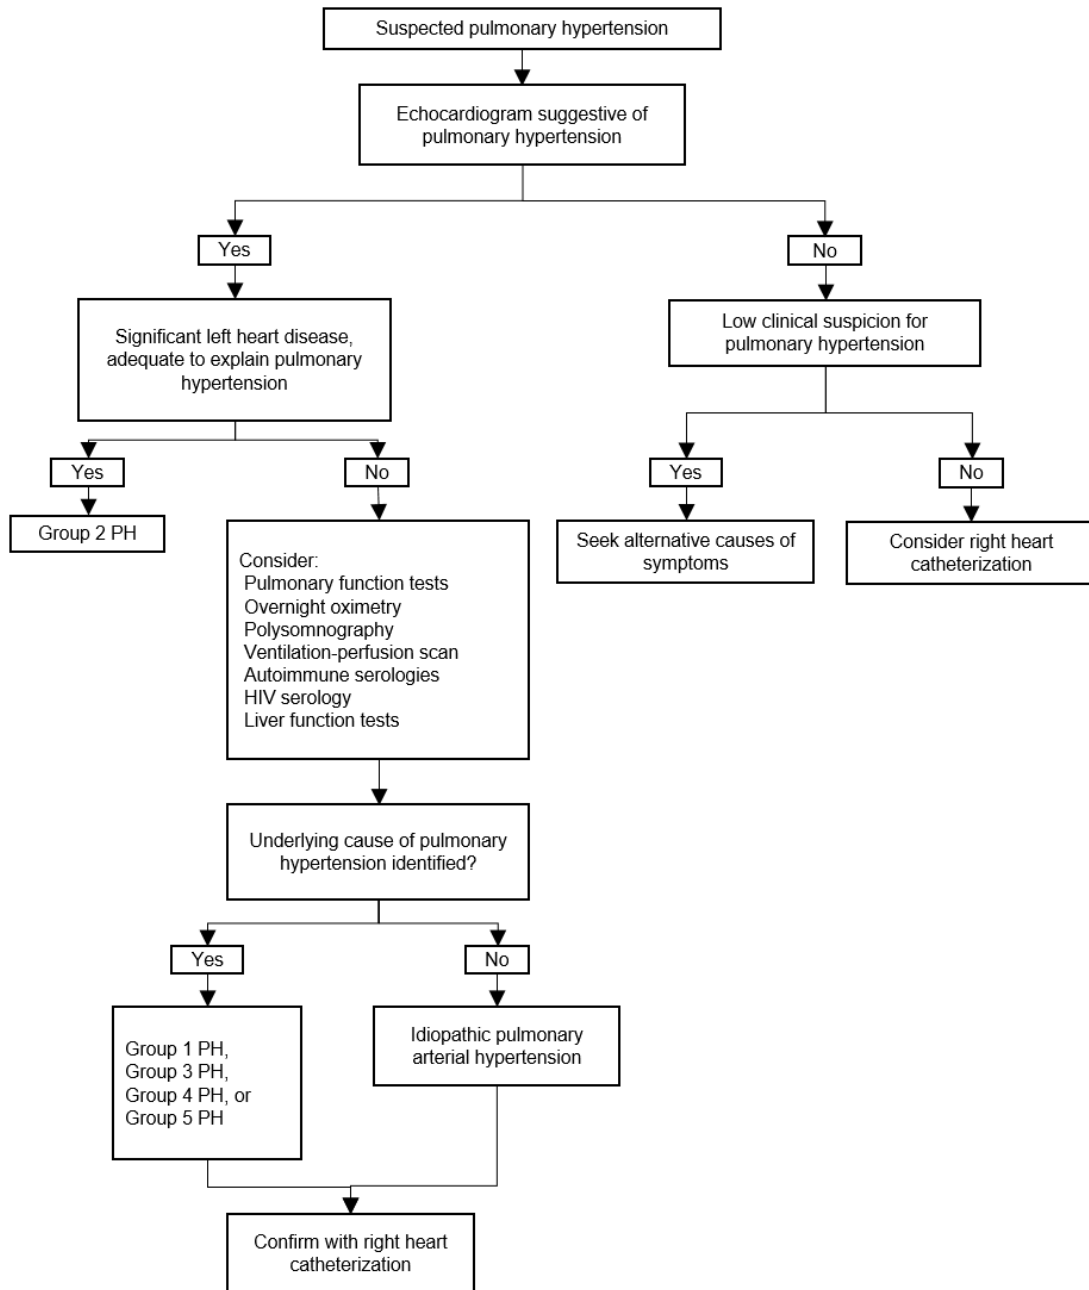 Suspected pulmonary hypertension
Echocardiogram suggestive of
pulmonary hypertension
Yes
No
Significant left heart disease,
adequate to explain pulmonary
hypertension
Low clinical suspicion for
pulmonary hypertension
Yes
No
Yes
No
Group 2 PH
Consider:
Pulmonary function tests
Overnight oximetry
Polysomnography
Ventilation-perfusion scan
Autoimmune serologies
HIV serology
Liver function tests
Seek alternative causes of
symptoms
Consider right heart
catheterization
Underlying cause of pulmonary
hypertension identified?
Yes
No
Group 1 PH,
Group 3 PH,
Group 4 PH, or
Group 5 PH
Idiopathic pulmonary
arterial hypertension
Confirm with right heart
catheterization